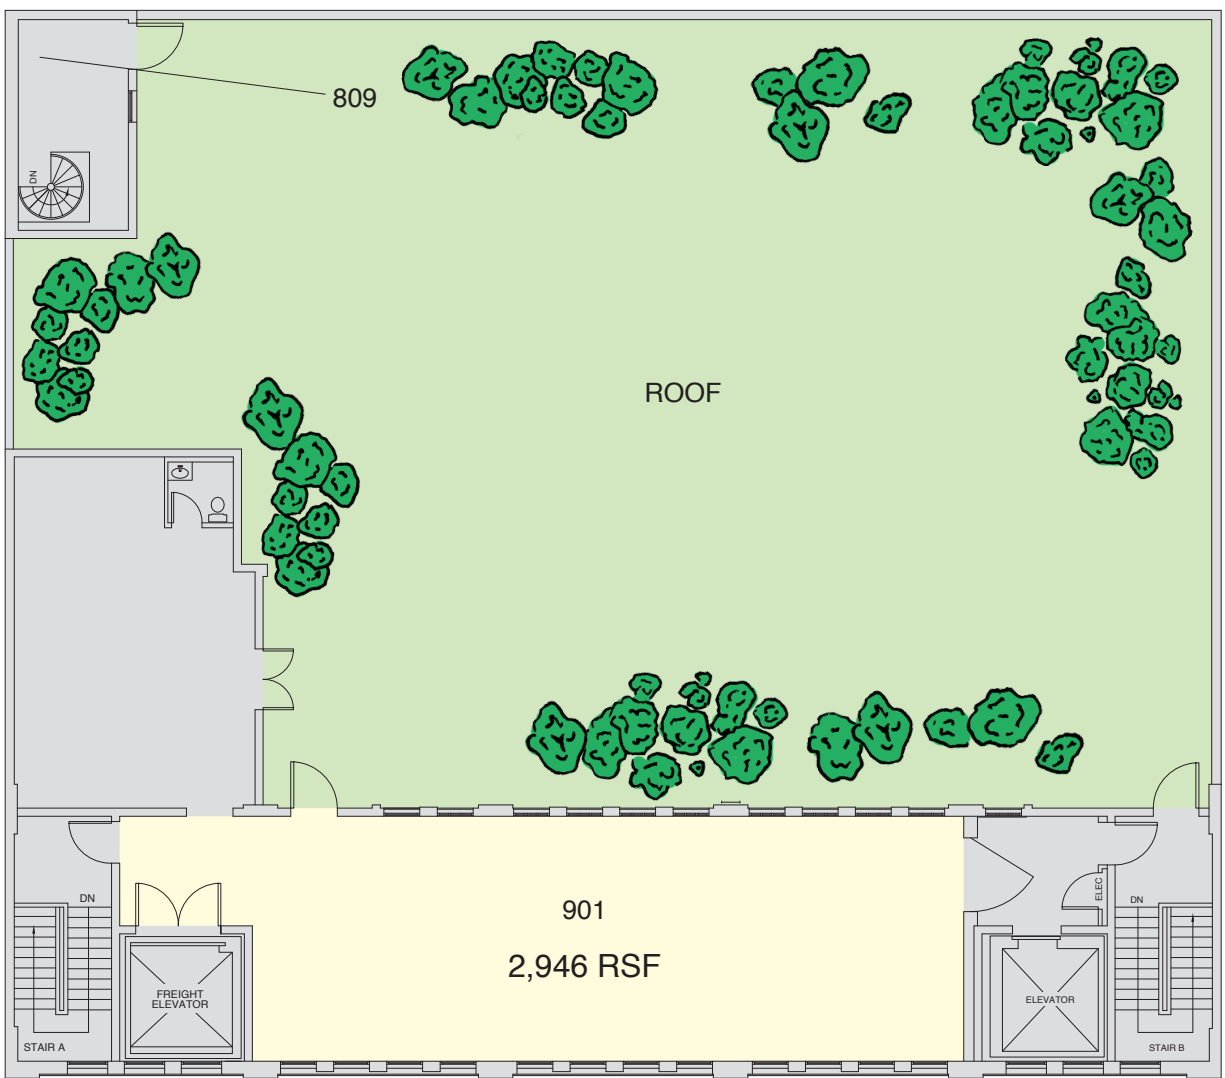 DN
809
ROOF
901
2,946 RSF
DN
FREIGHT
ELEVATOR
STAIR A
ELEC
DN
ELEVATOR
STAIR B